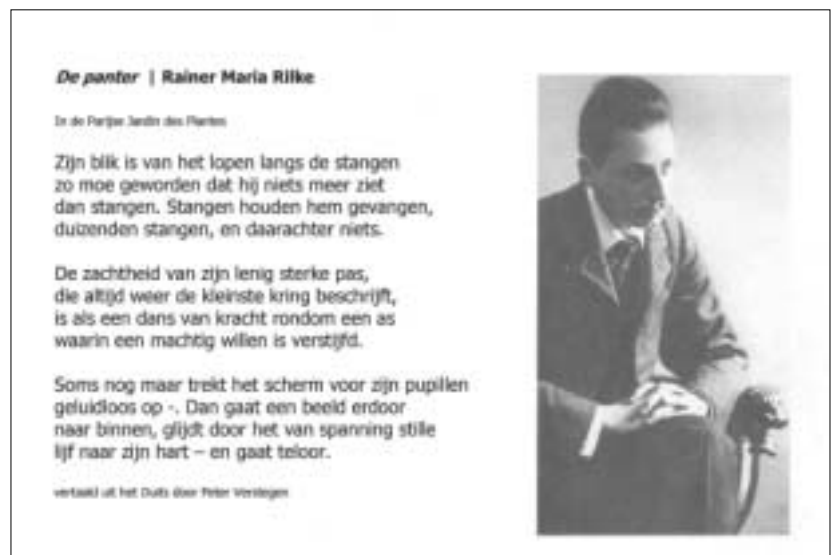 De panter | Rainer Maria Rilke
In de Parijse Jardin des Plantes
Zijn blik is van het lopen langs de stangen
zo moe geworden dat hij niets meer ziet
dan stangen. Stangen houden hem gevangen,
duizenden stangen, en daarachter niets.
De zachtheid van zijn lenig sterke pas,
die altijd weer de kleinste kring beschrijft,
is als een dans van kracht rondom een as
waarin een machtig willen is verstijfd.
Soms nog maar trekt het scherm voor zijn pupillen
geluidloos op -. Dan gaat een beeld erdoor
naar binnen, glijdt door het van spanning stille
lijf naar zijn hart – en gaat teloor.
vertaald uit het Duits door Peter Verstegen